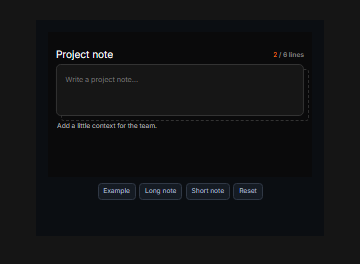 Project note
2 / 6 lines
Write a project note...
Add a little context for the team.
Example
Long note
Short note
Reset